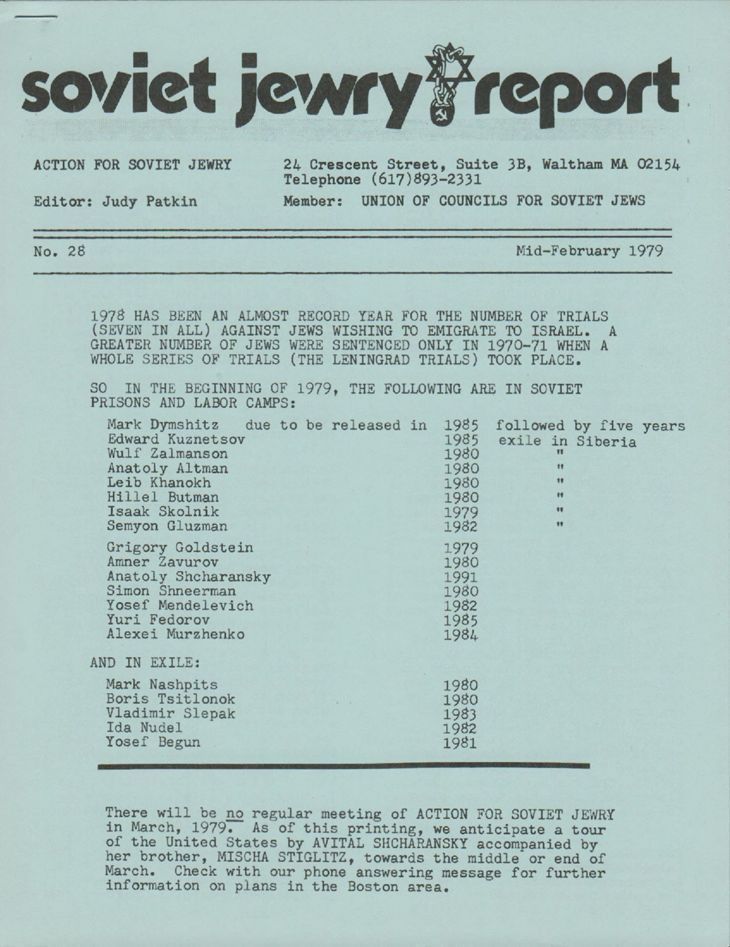 soviet jewry report
ACTION FOR SOVIET JEWRY 24 Crescent Street, Suite 3B, Waltham MA 02154
Telephone (617)893-2331
Editor: Judy Patkin Member: UNION OF COUNCILS FOR SOVIET JEWS
No. 28 Mid-February 1979
1978 HAS BEEN AN ALMOST RECORD YEAR FOR THE NUMBER OF TRIALS
(SEVEN IN ALL) AGAINST JEWS WISHING TO EMIGRATE TO ISRAEL. A
GREATER NUMBER OF JEWS WERE SENTENCED ONLY IN 1970-71 WHEN A
WHOLE SERIES OF TRIALS (THE LENINGRAD TRIALS) TOOK PLACE.
SO IN THE BEGINNING OF 1979, THE FOLLOWING ARE IN SOVIET
PRISONS AND LABOR CAMPS:
Mark Dymshitz due to be released in 1985 followed by five years
Edward Kuznetsov 1985 exile in Siberia
Wulf Zalmanson 1980 "
Anatoly Altman 1980 "
Leib Khanokh 1980 "
Hillel Butman 1980 "
Isaak Skolnik 1979 "
Semyon Gluzman 1982 "
Grigory Goldstein 1979
Amner Zavurov 1980
Anatoly Shcharansky 1991
Simon Shneerman 1980
Yosef Mendelevich 1982
Yuri Fedorov 1985
Alexei Murzhenko 1984
AND IN EXILE:
Mark Nashpits 1980
Boris Tsitlonok 1980
Vladimir Slepak 1983
Ida Nudel 1982
Yosef Begun 1981
There will be no regular meeting of ACTION FOR SOVIET JEWRY
in March, 1979. As of this printing, we anticipate a tour
of the United States by AVITAL SHCHARANSKY accompanied by
her brother, MISCHA STIGLITZ, towards the middle or end of
March. Check with our phone answering message for further
information on plans in the Boston area.